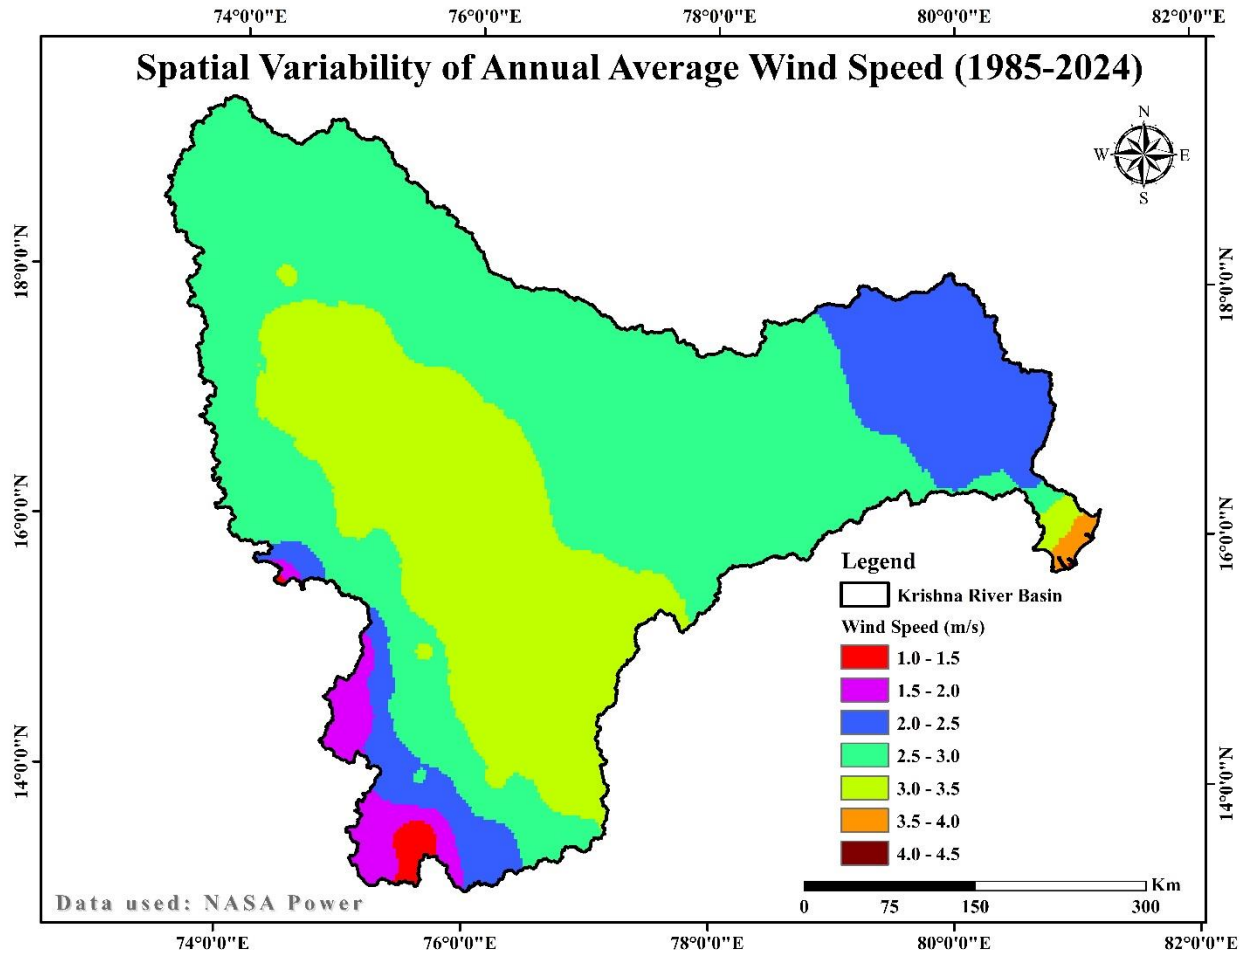 74°0'0"E 76°0'0"E 78°0'0"E 80°0'0"E 82°0'0"E
Spatial Variability of Annual Average Wind Speed (1985-2024)
N
W E
S
18°0'0"N
18°0'0"N
16°0'0"N
16°0'0"N
14°0'0"N
14°0'0"N
Legend
Krishna River Basin
Wind Speed (m/s)
1.0 - 1.5
1.5 - 2.0
2.0 - 2.5
2.5 - 3.0
3.0 - 3.5
3.5 - 4.0
4.0 - 4.5
Km
0 75 150 300
Data used: NASA Power
74°0'0"E 76°0'0"E 78°0'0"E 80°0'0"E 82°0'0"E